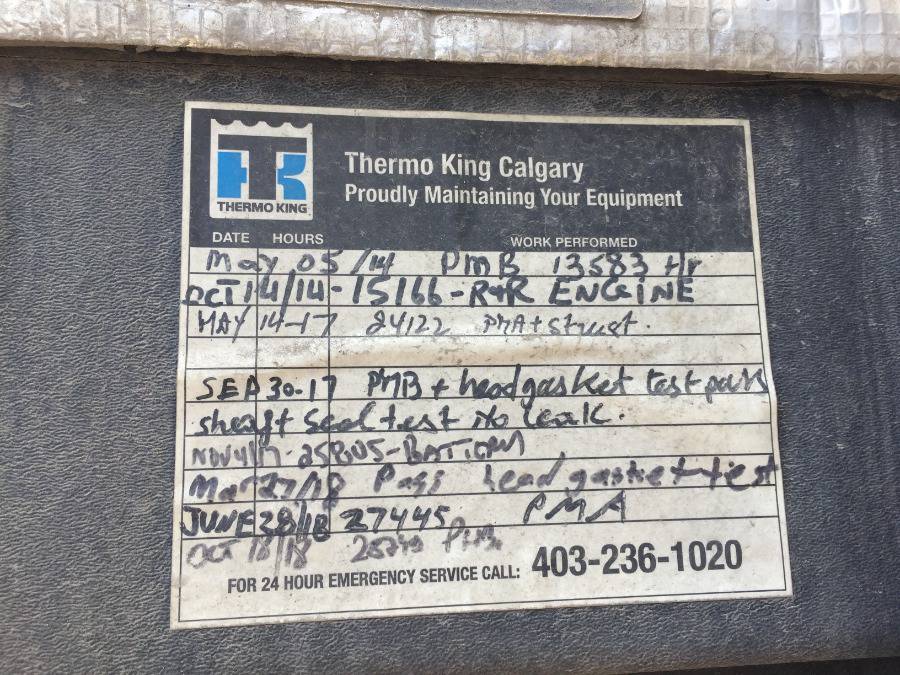 THERMO KING
Thermo King Calgary
Proudly Maintaining Your Equipment
DATE HOURS WORK PERFORMED
May 05/14 PMB 13583 Hr
OCT 14/14-15166-R+R ENGINE
MAY 14-17 24122 PMA+
SEP 30-17 PMB + headgasket test pass
shaft Seal test No leak.
NOV4/17
Mar 27/18 Pass head gasket test
JUNE 28/18 27445 PMA
OCT 18/18
FOR 24 HOUR EMERGENCY SERVICE CALL: 403-236-1020